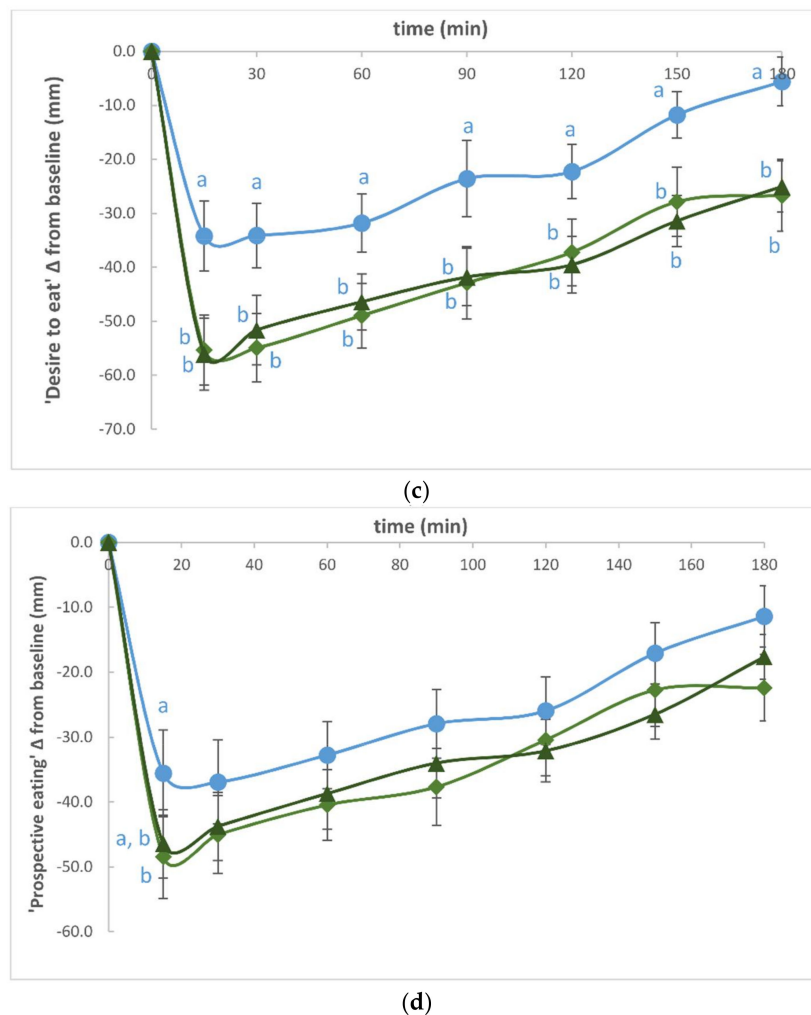 time (min)
0.0
0 30 60 90 120 150 180
-10.0
-20.0
-30.0
-40.0
-50.0
-60.0
-70.0
'Desire to eat' Δ from baseline (mm)
a a a a a a a
b b b b b b b
b b b b b b b
(c)
time (min)
0.0
0 20 40 60 80 100 120 140 160 180
-10.0
-20.0
-30.0
-40.0
-50.0
-60.0
'Prospective eating' Δ from baseline (mm)
a
a, b
b
(d)